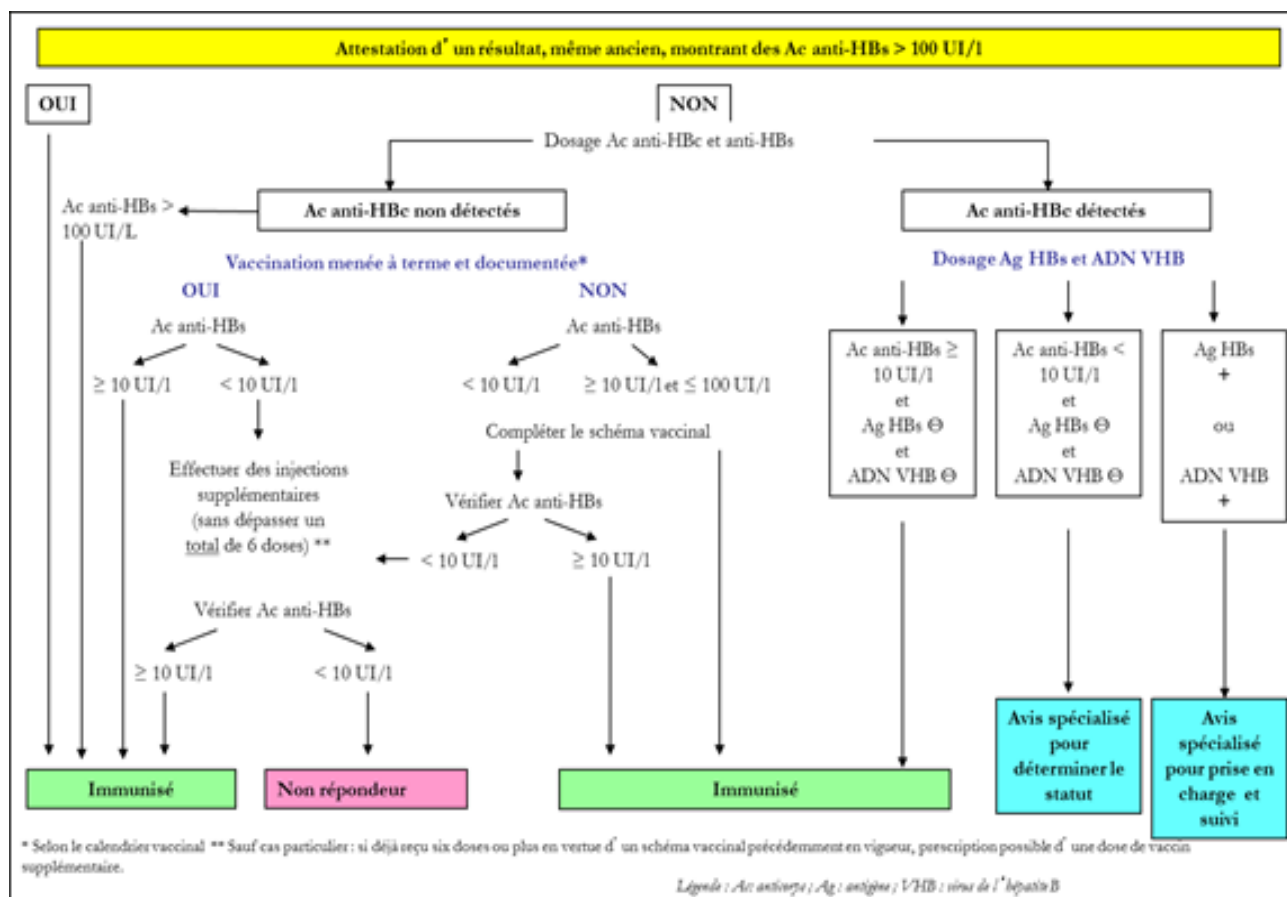 Attestation d' un résultat, même ancien, montrant des Ac anti-HBs > 100 UI/l
OUI
NON
Dosage Ac anti-HBc et anti-HBs
Ac anti-HBs >
100 UI/L
Ac anti-HBc non détectés
Ac anti-HBc détectés
Vaccination menée à terme et documentée*
Dosage Ag HBs et ADN VHB
OUI
NON
Ac anti-HBs
Ac anti-HBs
≥ 10 UI/l
< 10 UI/l
< 10 UI/l
≥ 10 UI/l et ≤ 100 UI/l
Ac anti-HBs ≥
10 UI/l
et
Ag HBs ⊖
et
ADN VHB ⊖
Ac anti-HBs <
10 UI/l
et
Ag HBs ⊖
et
ADN VHB ⊖
Ag HBs
+
ou
ADN VHB
+
Compléter le schéma vaccinal
Effectuer des injections
supplémentaires
(sans dépasser un
total de 6 doses) **
Vérifier Ac anti-HBs
< 10 UI/l
≥ 10 UI/l
Vérifier Ac anti-HBs
≥ 10 UI/l
< 10 UI/l
Immunisé
Non répondeur
Immunisé
Avis spécialisé
pour
déterminer le
statut
Avis
spécialisé
pour prise en
charge et
suivi
* Selon le calendrier vaccinal ** Sauf cas particulier : si déjà reçu six doses ou plus en vertu d' un schéma vaccinal précédemment en vigueur, prescription possible d' une dose de vaccin
supplémentaire.
Légende : Ac: anticorps ; Ag : antigène ; VHB : virus de l'hépatite B